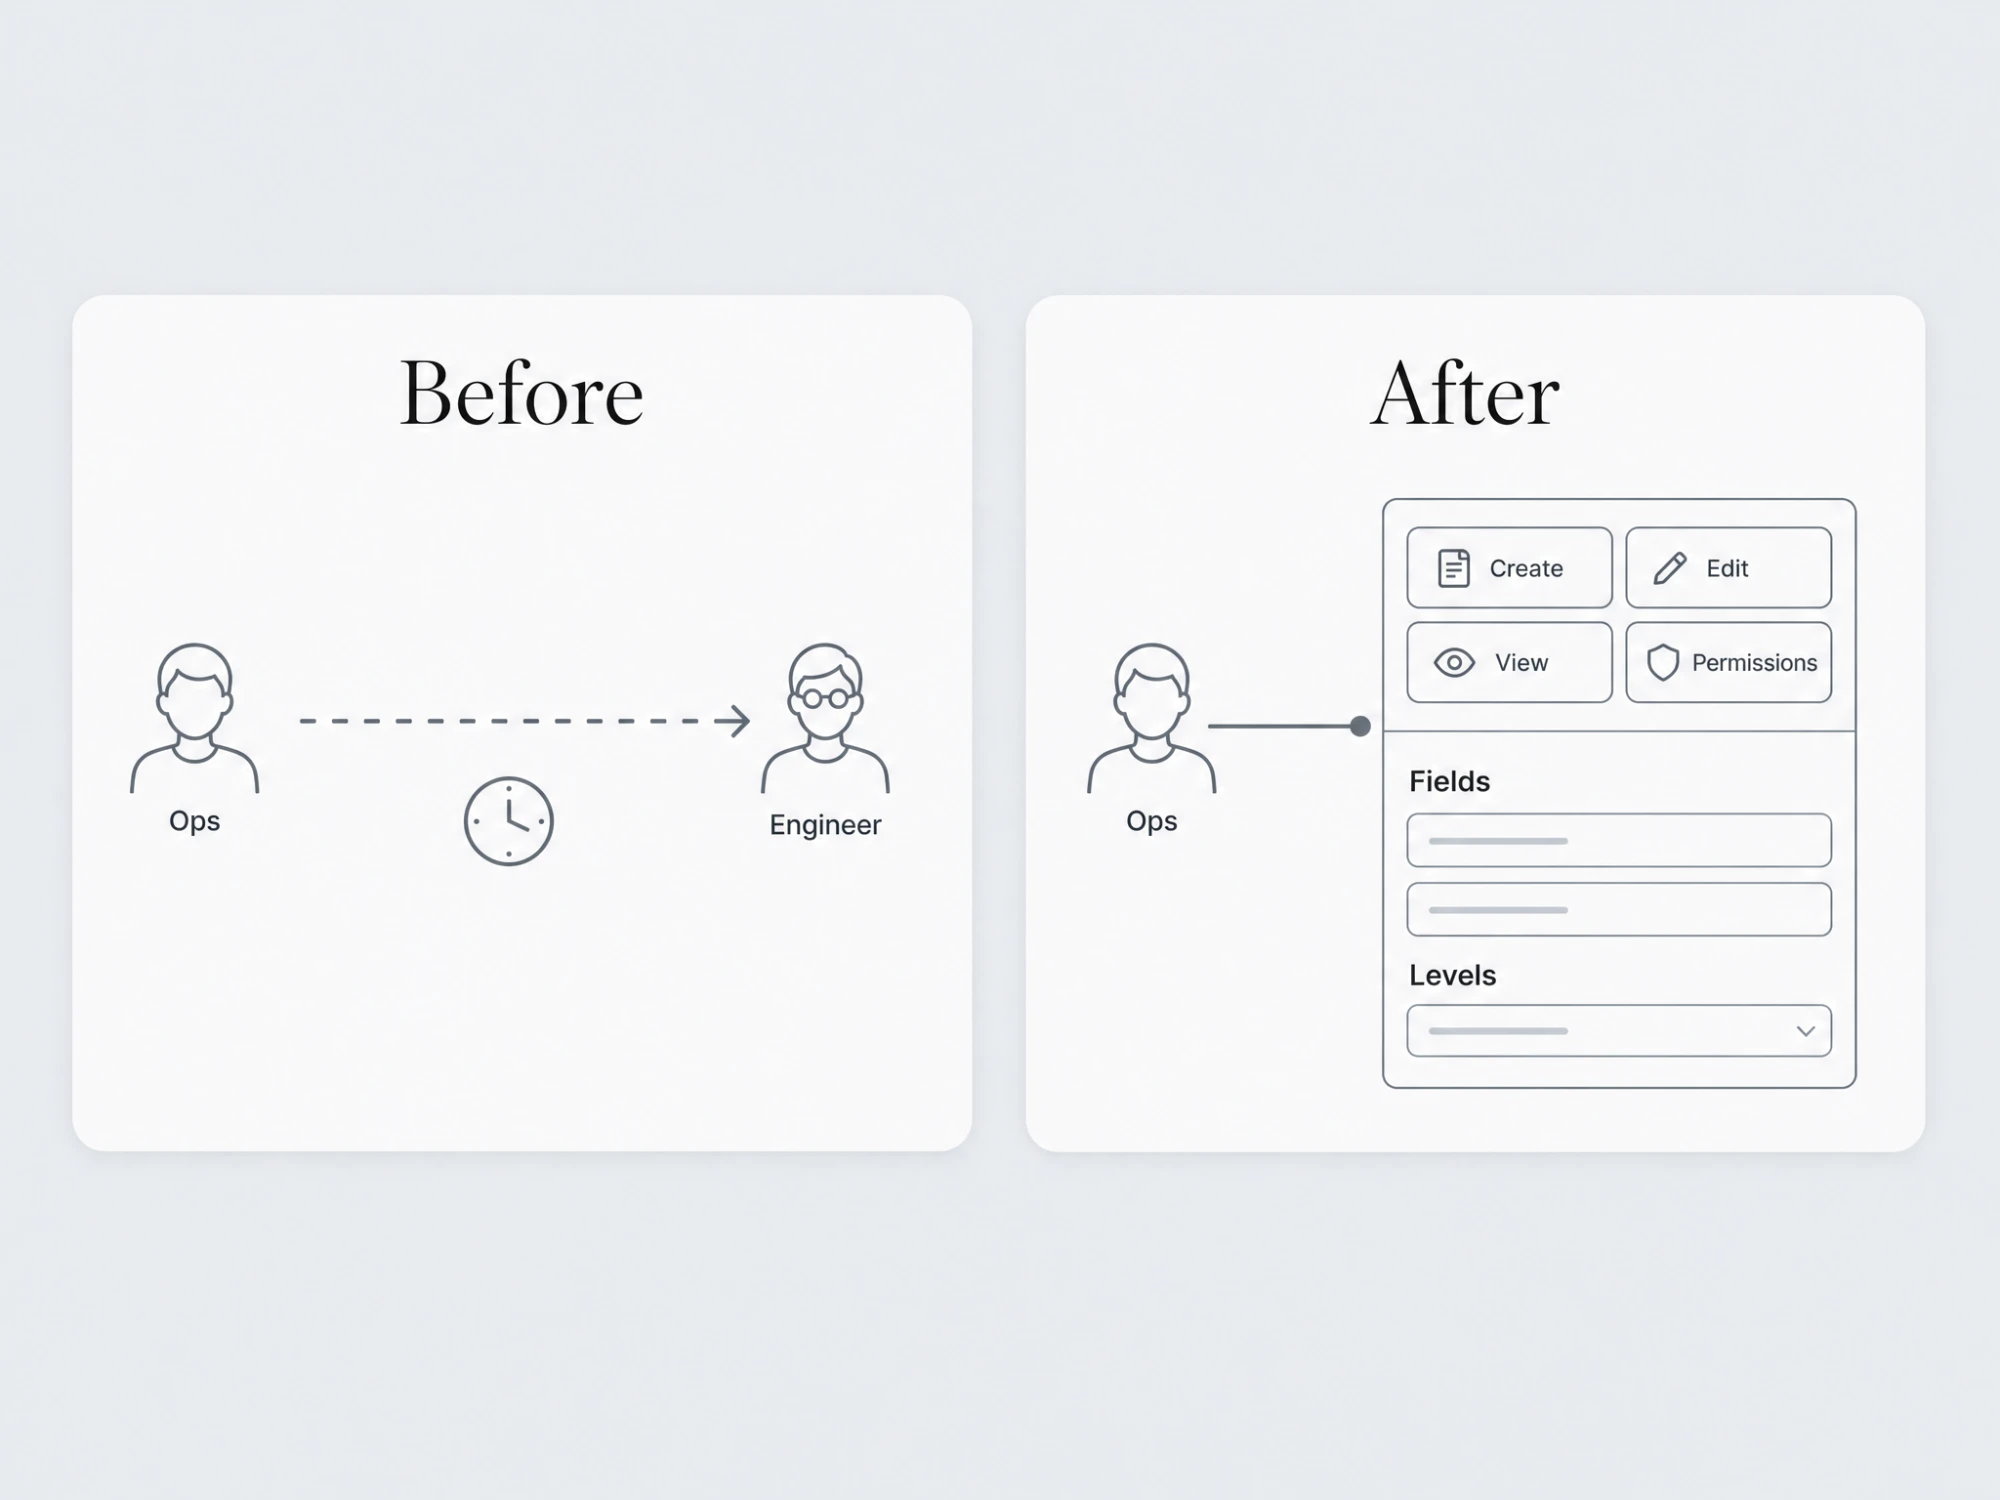 Before
Ops
Engineer
After
Ops
Create
Edit
View
Permissions
Fields
Levels